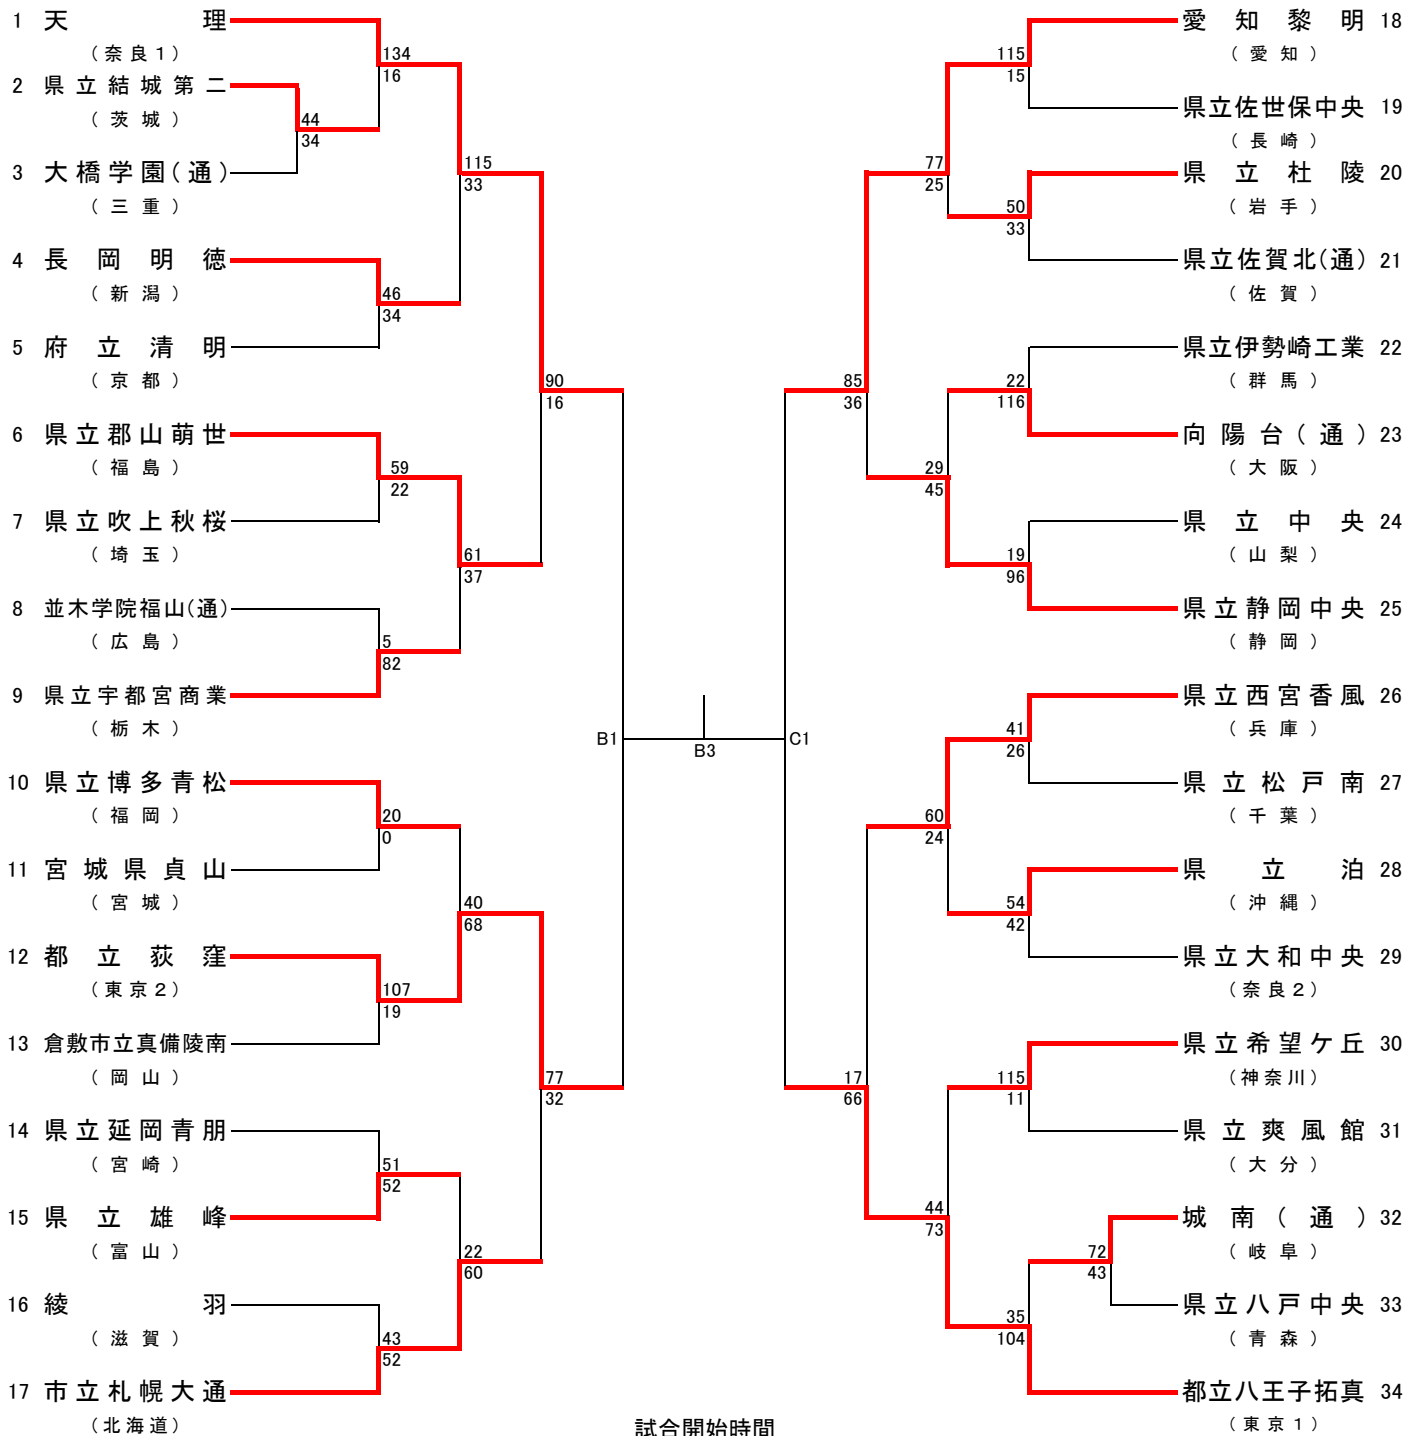 1 天理
(奈良1)
134
16
2 県立結城第二
(茨城)
44
34
3 大橋学園(通)
(三重)
115
33
4 長岡明徳
(新潟)
46
34
5 府立清明
(京都)
90
16
6 県立郡山萌世
(福島)
59
22
7 県立吹上秋桜
(埼玉)
61
37
8 並木学院福山(通)
(広島)
5
82
9 県立宇都宮商業
(栃木)
B1
B3
C1
10 県立博多青松
(福岡)
20
0
11 宮城県貞山
(宮城)
40
68
12 都立荻窪
(東京2)
107
19
13 倉敷市立真備陵南
(岡山)
77
32
14 県立延岡青朋
(宮崎)
51
52
15 県立雄峰
(富山)
22
60
16 綾羽
(滋賀)
43
52
17 市立札幌大通
(北海道)
愛知黎明 18
(愛知)
115
15
県立佐世保中央 19
(長崎)
77
25
県立杜陵 20
(岩手)
50
33
県立佐賀北(通) 21
(佐賀)
県立伊勢崎工業 22
(群馬)
85
36
22
116
向陽台(通) 23
(大阪)
29
45
県立中央 24
(山梨)
19
96
県立静岡中央 25
(静岡)
県立西宮香風 26
(兵庫)
41
26
県立松戸南 27
(千葉)
60
24
県立泊 28
(沖縄)
54
42
県立大和中央 29
(奈良2)
県立希望ケ丘 30
(神奈川)
17
66
115
11
県立爽風館 31
(大分)
44
73
城南(通) 32
(岐阜)
72
43
県立八戸中央 33
(青森)
35
104
都立八王子拓真 34
(東京1)
試合開始時間